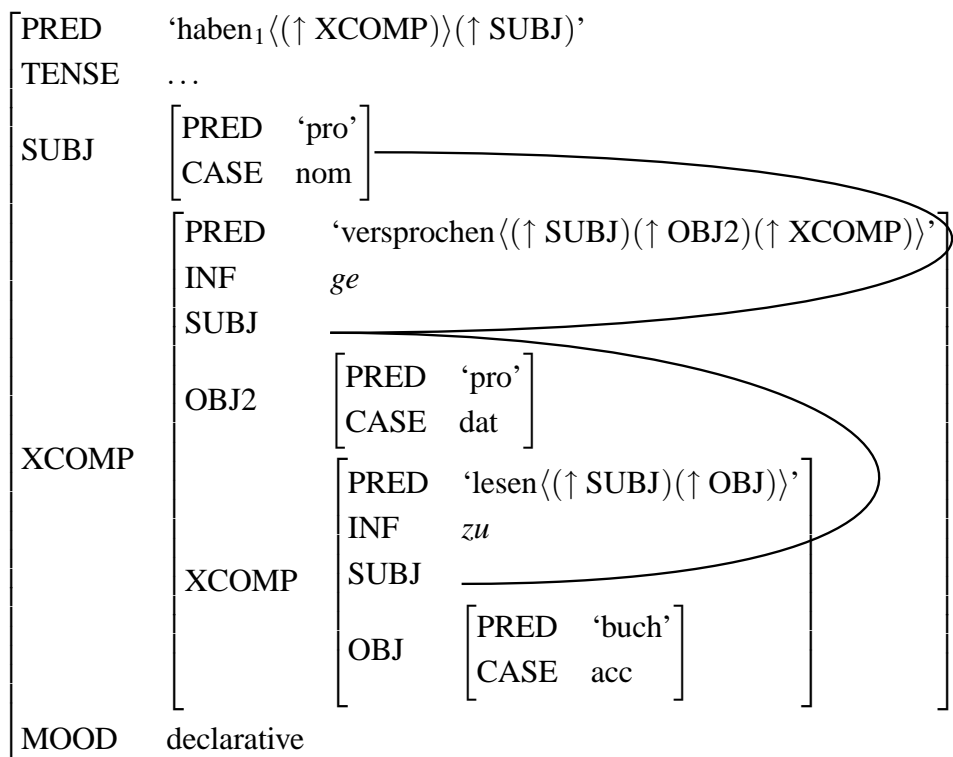 PRED ‘haben₁⟨(↑ XCOMP)⟩(↑ SUBJ)’
TENSE ...
SUBJ
PRED ‘pro’
CASE nom
XCOMP
PRED ‘versprochen⟨(↑ SUBJ)(↑ OBJ2)(↑ XCOMP)⟩’
INF ge
SUBJ
OBJ2
PRED ‘pro’
CASE dat
XCOMP
PRED ‘lesen⟨(↑ SUBJ)(↑ OBJ)⟩’
INF zu
SUBJ
OBJ
PRED ‘buch’
CASE acc
MOOD declarative